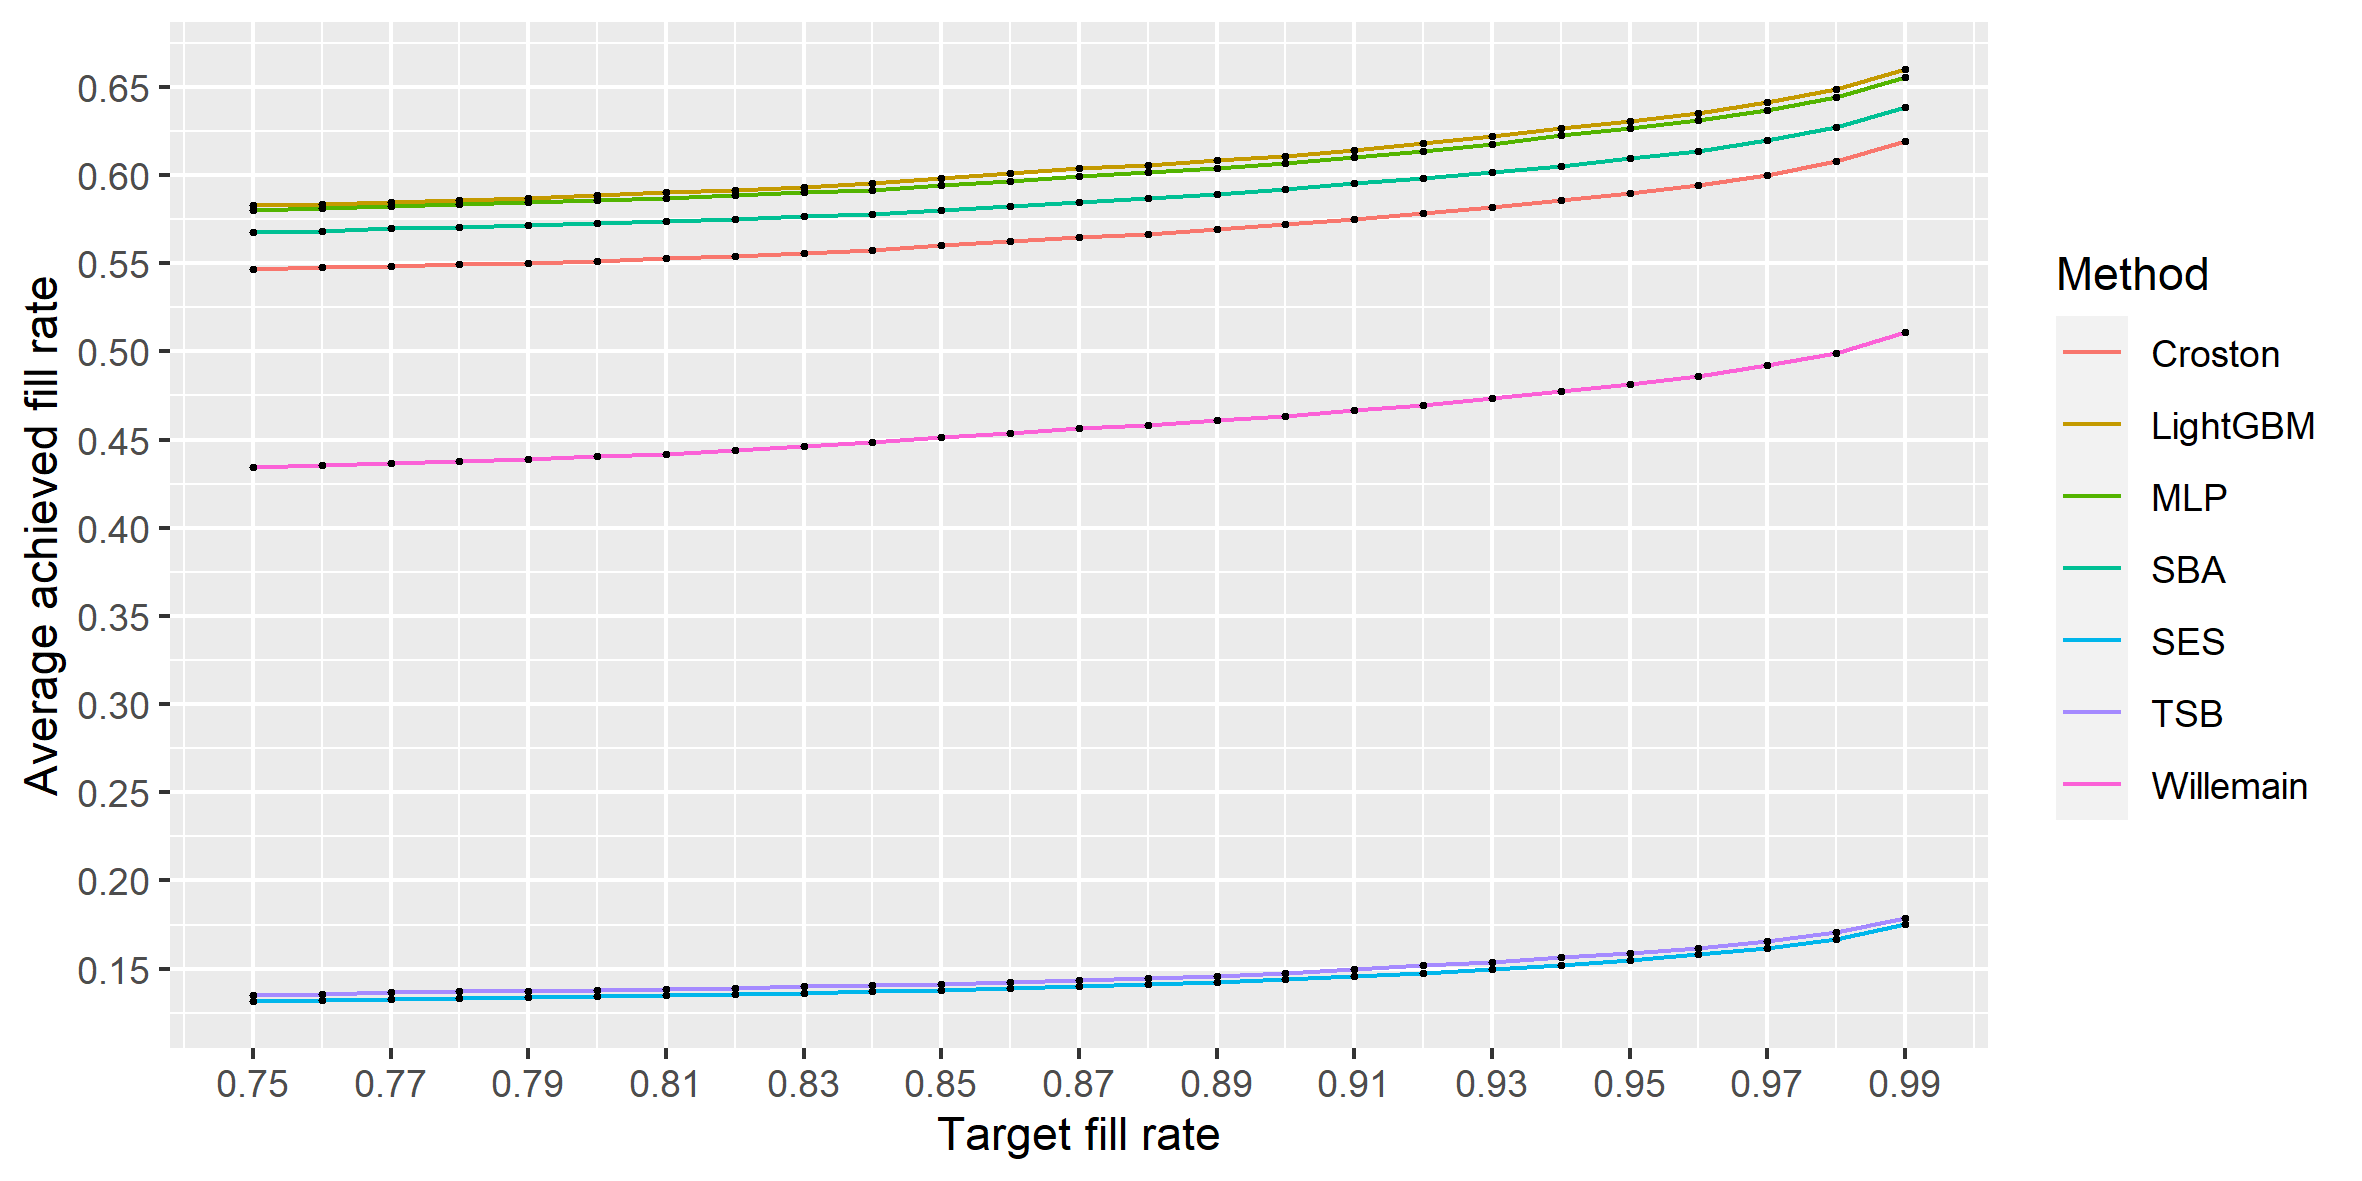 Average achieved fill rate
0.65
0.60
0.55
0.50
0.45
0.40
0.35
0.30
0.25
0.20
0.15
0.75 0.77 0.79 0.81 0.83 0.85 0.87 0.89 0.91 0.93 0.95 0.97 0.99
Target fill rate
Method
Croston
LightGBM
MLP
SBA
SES
TSB
Willemain